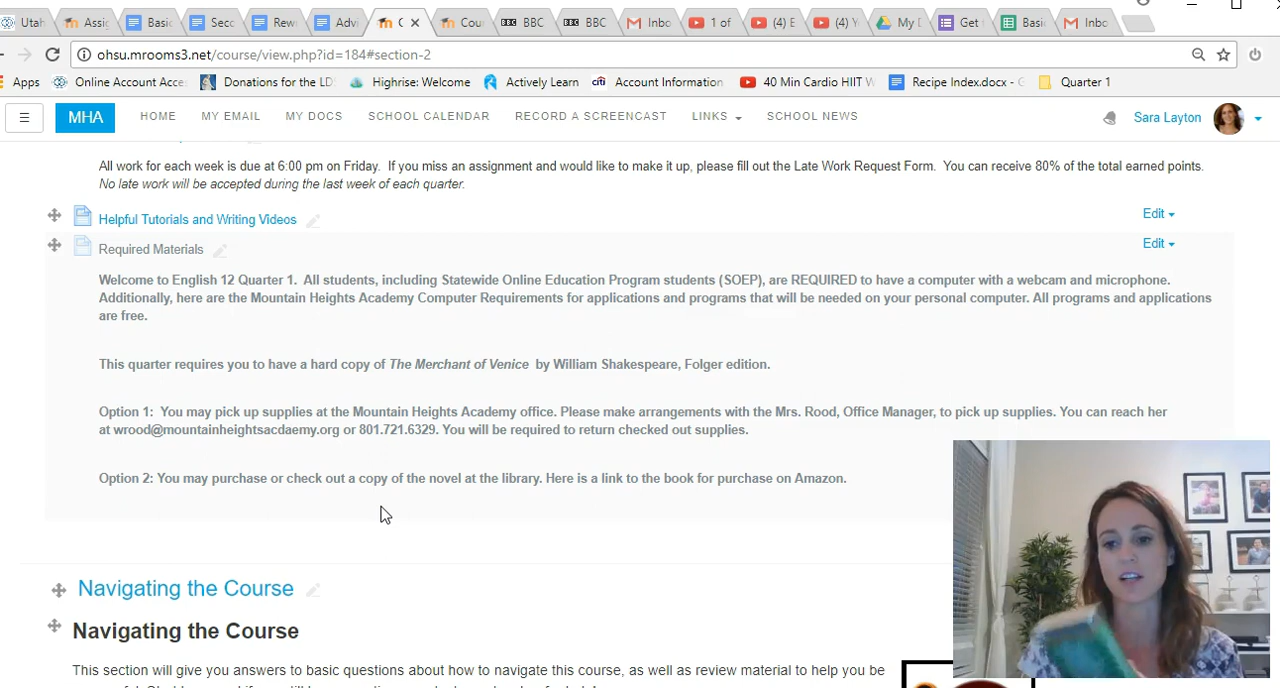 Utah
Assig
Basic
Seco
Rew
Advi
C
Cour
BBC
BBC
Inbo
1 of
(4) E
(4) Y
My D
Get
Basi
Inbo
ohsu.mrooms3.net/course/view.php?id=184#section-2
Apps Online Account Acce Donations for the LD Highrise: Welcome Actively Learn citi Account Information 40 Min Cardio HIIT Recipe Index.docx - G Quarter 1
MHA HOME MY EMAIL MY DOCS SCHOOL CALENDAR RECORD A SCREENCAST LINKS SCHOOL NEWS Sara Layton
All work for each week is due at 6:00 pm on Friday. If you miss an assignment and would like to make it up, please fill out the Late Work Request Form. You can receive 80% of the total earned points.
No late work will be accepted during the last week of each quarter.
Helpful Tutorials and Writing Videos Edit
Required Materials Edit
Welcome to English 12 Quarter 1. All students, including Statewide Online Education Program students (SOEP), are REQUIRED to have a computer with a webcam and microphone.
Additionally, here are the Mountain Heights Academy Computer Requirements for applications and programs that will be needed on your personal computer. All programs and applications
are free.
This quarter requires you to have a hard copy of The Merchant of Venice by William Shakespeare, Folger edition.
Option 1: You may pick up supplies at the Mountain Heights Academy office. Please make arrangements with the Mrs. Rood, Office Manager, to pick up supplies. You can reach her
at wrood@mountainheightsacdaemy.org or 801.721.6329. You will be required to return checked out supplies.
Option 2: You may purchase or check out a copy of the novel at the library. Here is a link to the book for purchase on Amazon.
Navigating the Course
Navigating the Course
This section will give you answers to basic questions about how to navigate this course, as well as review material to help you be